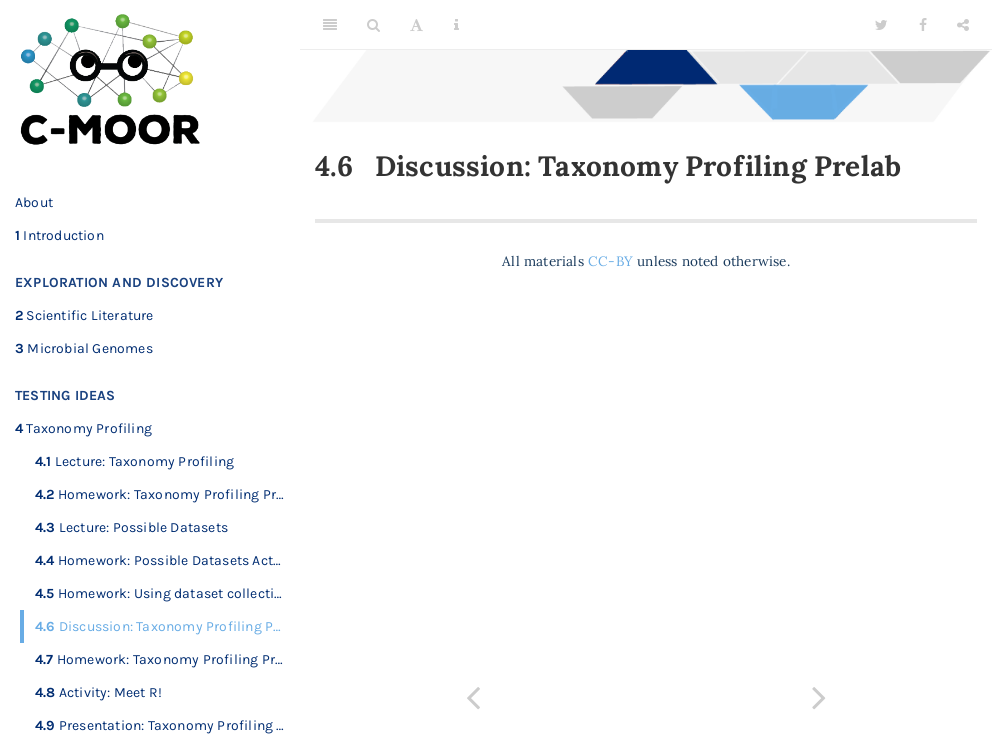 C-MOOR
About
1 Introduction
EXPLORATION AND DISCOVERY
2 Scientific Literature
3 Microbial Genomes
TESTING IDEAS
4 Taxonomy Profiling
4.1 Lecture: Taxonomy Profiling
4.2 Homework: Taxonomy Profiling Pr...
4.3 Lecture: Possible Datasets
4.4 Homework: Possible Datasets Act...
4.5 Homework: Using dataset collecti...
4.6 Discussion: Taxonomy Profiling P...
4.7 Homework: Taxonomy Profiling Pr...
4.8 Activity: Meet R!
4.9 Presentation: Taxonomy Profiling ...
4.6 Discussion: Taxonomy Profiling Prelab
All materials CC-BY unless noted otherwise.